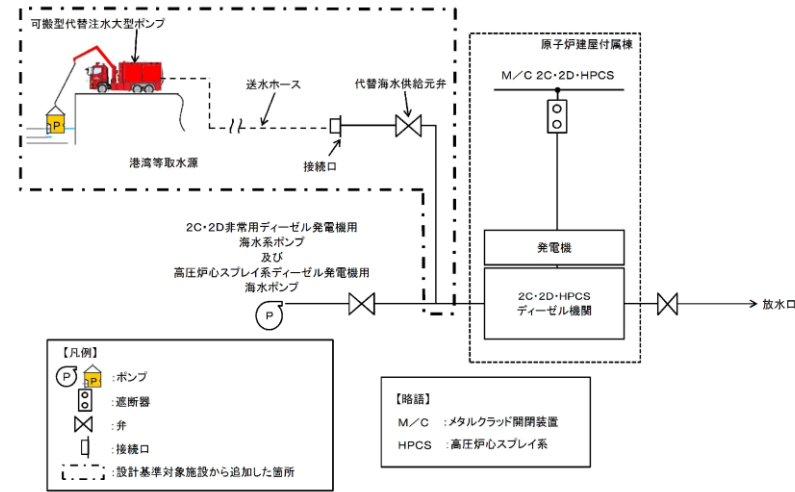 可搬型代替注水大型ポンプ
原子炉建屋付属棟
M/C 2C・2D・HPCS
送水ホース
代替海水供給元弁
P
港湾等取水源
接続口
2C・2D非常用ディーゼル発電機用
海水系ポンプ
及び
高圧炉心スプレイ系ディーゼル発電機用
海水ポンプ
P
発電機
2C・2D・HPCS
ディーゼル機関
放水口
【凡例】
P P :ポンプ
:遮断器
:弁
:接続口
:設計基準対象施設から追加した箇所
【略語】
M/C :メタルクラッド開閉装置
HPCS :高圧炉心スプレイ系